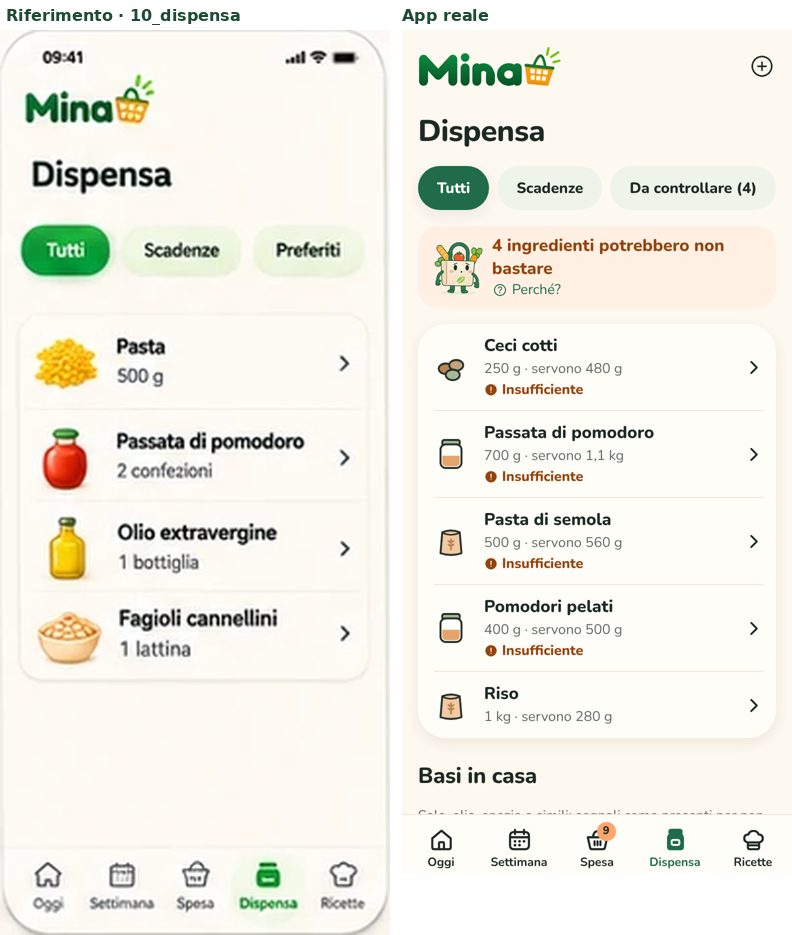 Riferimento · 10_dispensa
09:41
Mina
Dispensa
Tutti
Scadenze
Preferiti
Pasta
500 g
Passata di pomodoro
2 confezioni
Olio extravergine
1 bottiglia
Fagioli cannellini
1 lattina
Oggi
Settimana
Spesa
Dispensa
Ricette
App reale
Mina
Dispensa
Tutti
Scadenze
Da controllare (4)
4 ingredienti potrebbero non
bastare
Perché?
Ceci cotti
250 g · servono 480 g
Insufficiente
Passata di pomodoro
700 g · servono 1,1 kg
Insufficiente
Pasta di semola
500 g · servono 560 g
Insufficiente
Pomodori pelati
400 g · servono 500 g
Insufficiente
Riso
1 kg · servono 280 g
Basi in casa
9
Oggi
Settimana
Spesa
Dispensa
Ricette